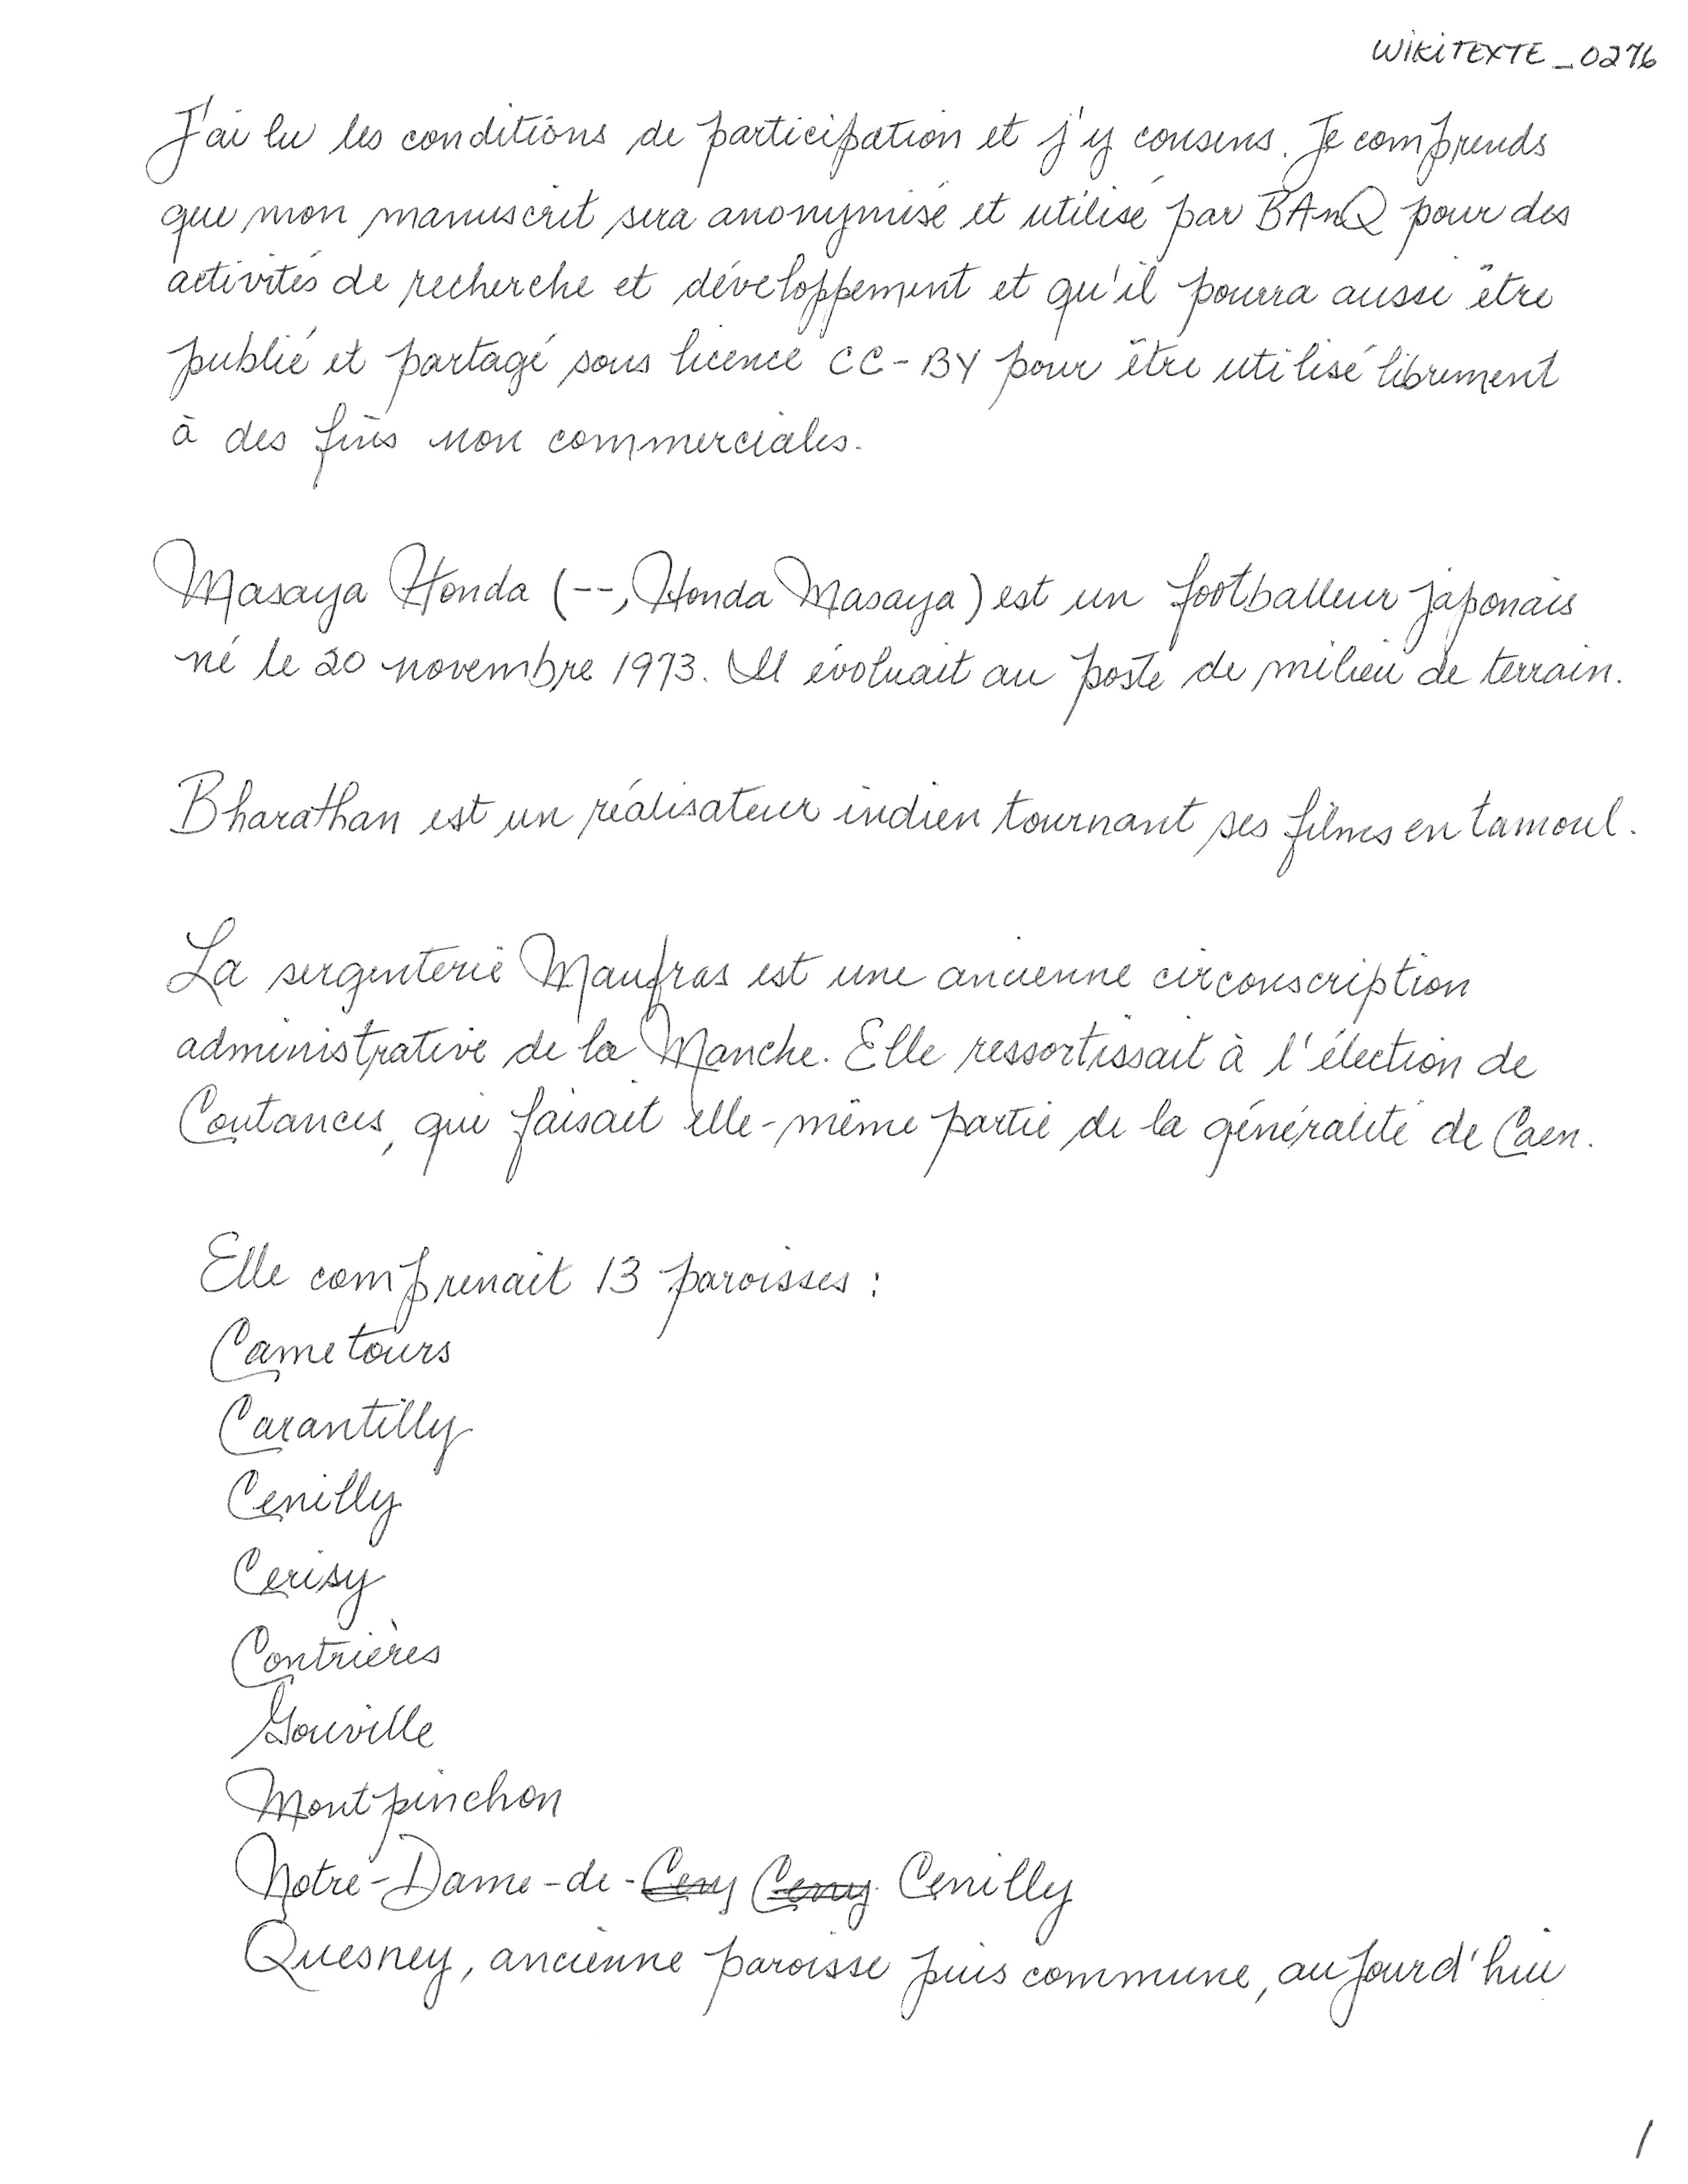 WIKITEXTE_0276
J'ai lu les conditions de participation et j'y consens. Je comprends
que mon manuscrit sera anonymisé et utilisé par BAnQ pour des
activités de recherche et développement et qu'il pourra aussi être
publié et partagé sous licence CC-BY pour être utilisé librement
à des fins non commerciales.
Masaya Honda (--, Honda Masaya) est un footballeur japonais
né le 20 novembre 1973. Il évoluait au poste de milieu de terrain.
Bharathan est un réalisateur indien tournant ses films en tamoul.
La sergenterie Maufras est une ancienne circonscription
administrative de la Manche. Elle ressortissait à l'élection de
Coutances, qui faisait elle-même partie de la généralité de Caen.
Elle comprenait 13 paroisses :
Cametours
Carantilly
Cenilly
Cerisy
Contrières
Gouville
Montpinchon
Notre-Dame-de-Cenilly
Quesney, ancienne paroisse puis commune, aujourd'hui
1